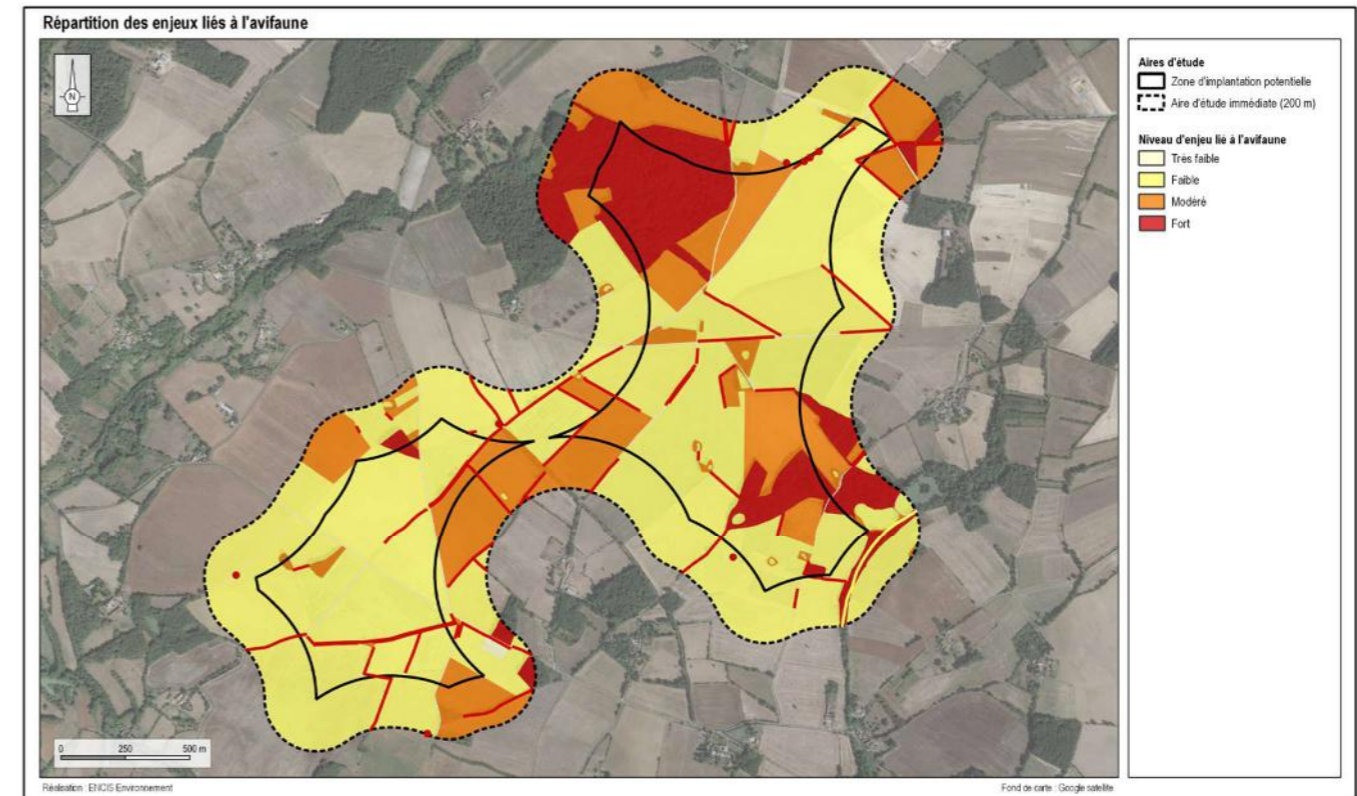 Répartition des enjeux liés à l'avifaune
N
Aires d'étude
Zone d'implantation potentielle
Aire d'étude immédiate (200 m)
Niveau d'enjeu lié à l'avifaune
Très faible
Faible
Modéré
Fort
0 250 500 m
Réalisation : ENCIS Environnement
Fond de carte : Google satellite